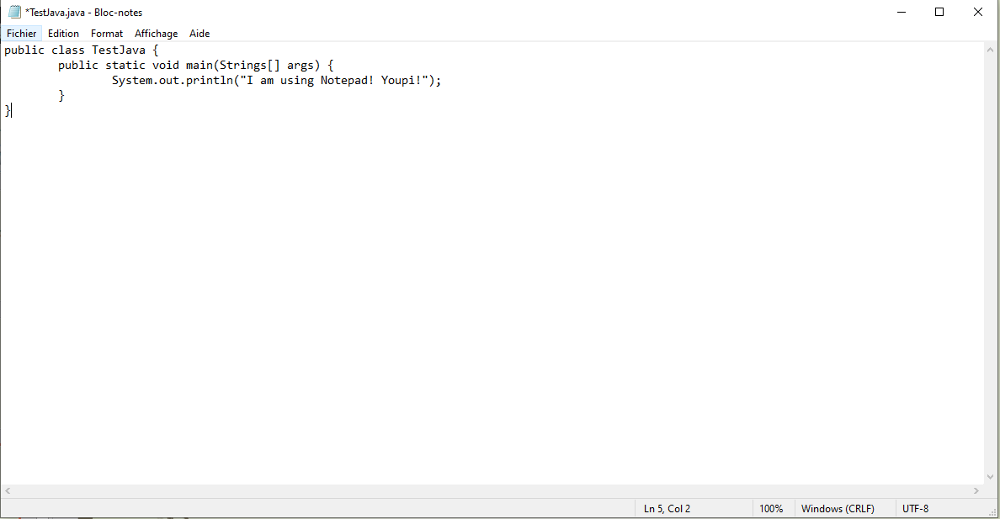 *TestJava.java - Bloc-notes
Fichier Edition Format Affichage Aide
public class TestJava {
public static void main(Strings[] args) {
System.out.println("I am using Notepad! Youpi!");
}
}
Ln 5, Col 2 100% Windows (CRLF) UTF-8